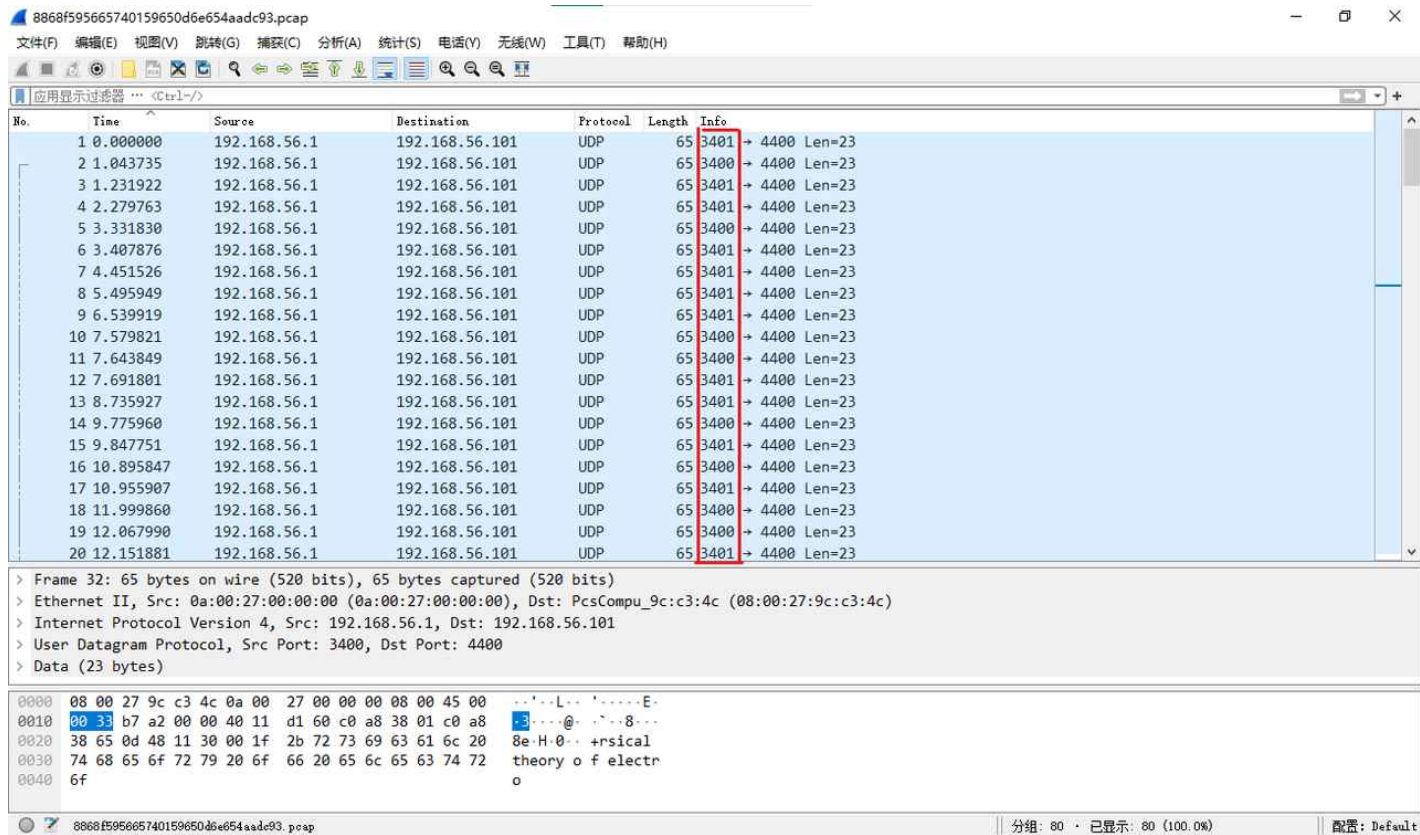 8868f595665740159650d6e654aadc93.pcap
文件(F) 编辑(E) 视图(V) 跳转(G) 捕获(C) 分析(A) 统计(S) 电话(Y) 无线(W) 工具(T) 帮助(H)
应用显示过滤器 … <Ctrl-/>
No. Time Source Destination Protocol Length Info
1 0.000000 192.168.56.1 192.168.56.101 UDP 65 3401 → 4400 Len=23
2 1.043735 192.168.56.1 192.168.56.101 UDP 65 3400 → 4400 Len=23
3 1.231922 192.168.56.1 192.168.56.101 UDP 65 3401 → 4400 Len=23
4 2.279763 192.168.56.1 192.168.56.101 UDP 65 3401 → 4400 Len=23
5 3.331830 192.168.56.1 192.168.56.101 UDP 65 3400 → 4400 Len=23
6 3.407876 192.168.56.1 192.168.56.101 UDP 65 3401 → 4400 Len=23
7 4.451526 192.168.56.1 192.168.56.101 UDP 65 3401 → 4400 Len=23
8 5.495949 192.168.56.1 192.168.56.101 UDP 65 3401 → 4400 Len=23
9 6.539919 192.168.56.1 192.168.56.101 UDP 65 3401 → 4400 Len=23
10 7.579821 192.168.56.1 192.168.56.101 UDP 65 3400 → 4400 Len=23
11 7.643849 192.168.56.1 192.168.56.101 UDP 65 3400 → 4400 Len=23
12 7.691801 192.168.56.1 192.168.56.101 UDP 65 3401 → 4400 Len=23
13 8.735927 192.168.56.1 192.168.56.101 UDP 65 3401 → 4400 Len=23
14 9.775960 192.168.56.1 192.168.56.101 UDP 65 3400 → 4400 Len=23
15 9.847751 192.168.56.1 192.168.56.101 UDP 65 3401 → 4400 Len=23
16 10.895847 192.168.56.1 192.168.56.101 UDP 65 3400 → 4400 Len=23
17 10.955907 192.168.56.1 192.168.56.101 UDP 65 3401 → 4400 Len=23
18 11.999860 192.168.56.1 192.168.56.101 UDP 65 3400 → 4400 Len=23
19 12.067990 192.168.56.1 192.168.56.101 UDP 65 3400 → 4400 Len=23
20 12.151881 192.168.56.1 192.168.56.101 UDP 65 3401 → 4400 Len=23
> Frame 32: 65 bytes on wire (520 bits), 65 bytes captured (520 bits)
> Ethernet II, Src: 0a:00:27:00:00:00 (0a:00:27:00:00:00), Dst: PcsCompu_9c:c3:4c (08:00:27:9c:c3:4c)
> Internet Protocol Version 4, Src: 192.168.56.1, Dst: 192.168.56.101
> User Datagram Protocol, Src Port: 3400, Dst Port: 4400
> Data (23 bytes)
0000 08 00 27 9c c3 4c 0a 00 27 00 00 00 08 00 45 00 ··'··L·· '·····E·
0010 00 33 b7 a2 00 00 40 11 d1 60 c0 a8 38 01 c0 a8 ·3····@· ·`··8···
0020 38 65 0d 48 11 30 00 1f 2b 72 73 69 63 61 6c 20 8e·H·0·· +rsical
0030 74 68 65 6f 72 79 20 6f 66 20 65 6c 65 63 74 72 theory o f electr
0040 6f o
8868f595665740159650d6e654aadc93.pcap 分组: 80 · 已显示: 80 (100.0%) 配置: Default